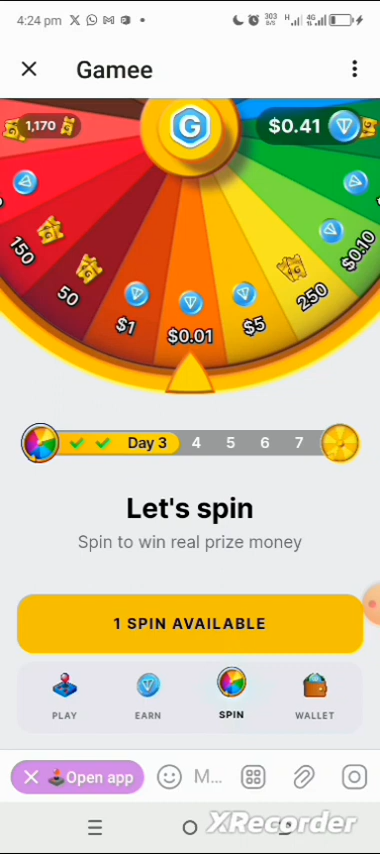 4:24 pm
303 B/S
H
4G
Gamee
1,170
$0.41
150
50
$1
$0.01
$5
250
$0.10
Day 3 4 5 6 7
Let's spin
Spin to win real prize money
1 SPIN AVAILABLE
PLAY EARN SPIN WALLET
Open app M...
XRecorder